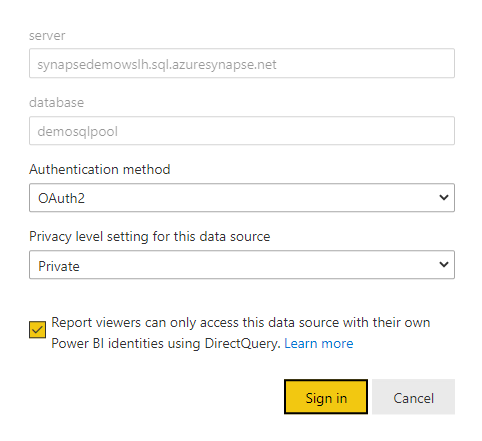 server
synapsedemowslh.sql.azuresynapse.net
database
demosqlpool
Authentication method
OAuth2
Privacy level setting for this data source
Private
Report viewers can only access this data source with their own
Power BI identities using DirectQuery. Learn more
Sign in Cancel